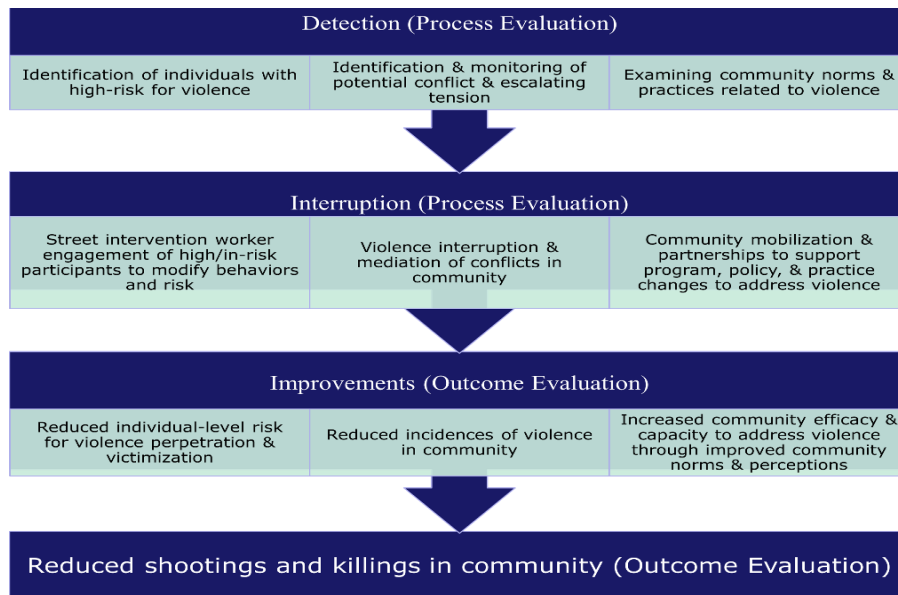 Detection (Process Evaluation)
Identification of individuals with
high-risk for violence
Identification & monitoring of
potential conflict & escalating
tension
Examining community norms &
practices related to violence
Interruption (Process Evaluation)
Street intervention worker
engagement of high/in-risk
participants to modify behaviors
and risk
Violence interruption &
mediation of conflicts in
community
Community mobilization &
partnerships to support
program, policy, & practice
changes to address violence
Improvements (Outcome Evaluation)
Reduced individual-level risk
for violence perpetration &
victimization
Reduced incidences of violence
in community
Increased community efficacy &
capacity to address violence
through improved community
norms & perceptions
Reduced shootings and killings in community (Outcome Evaluation)